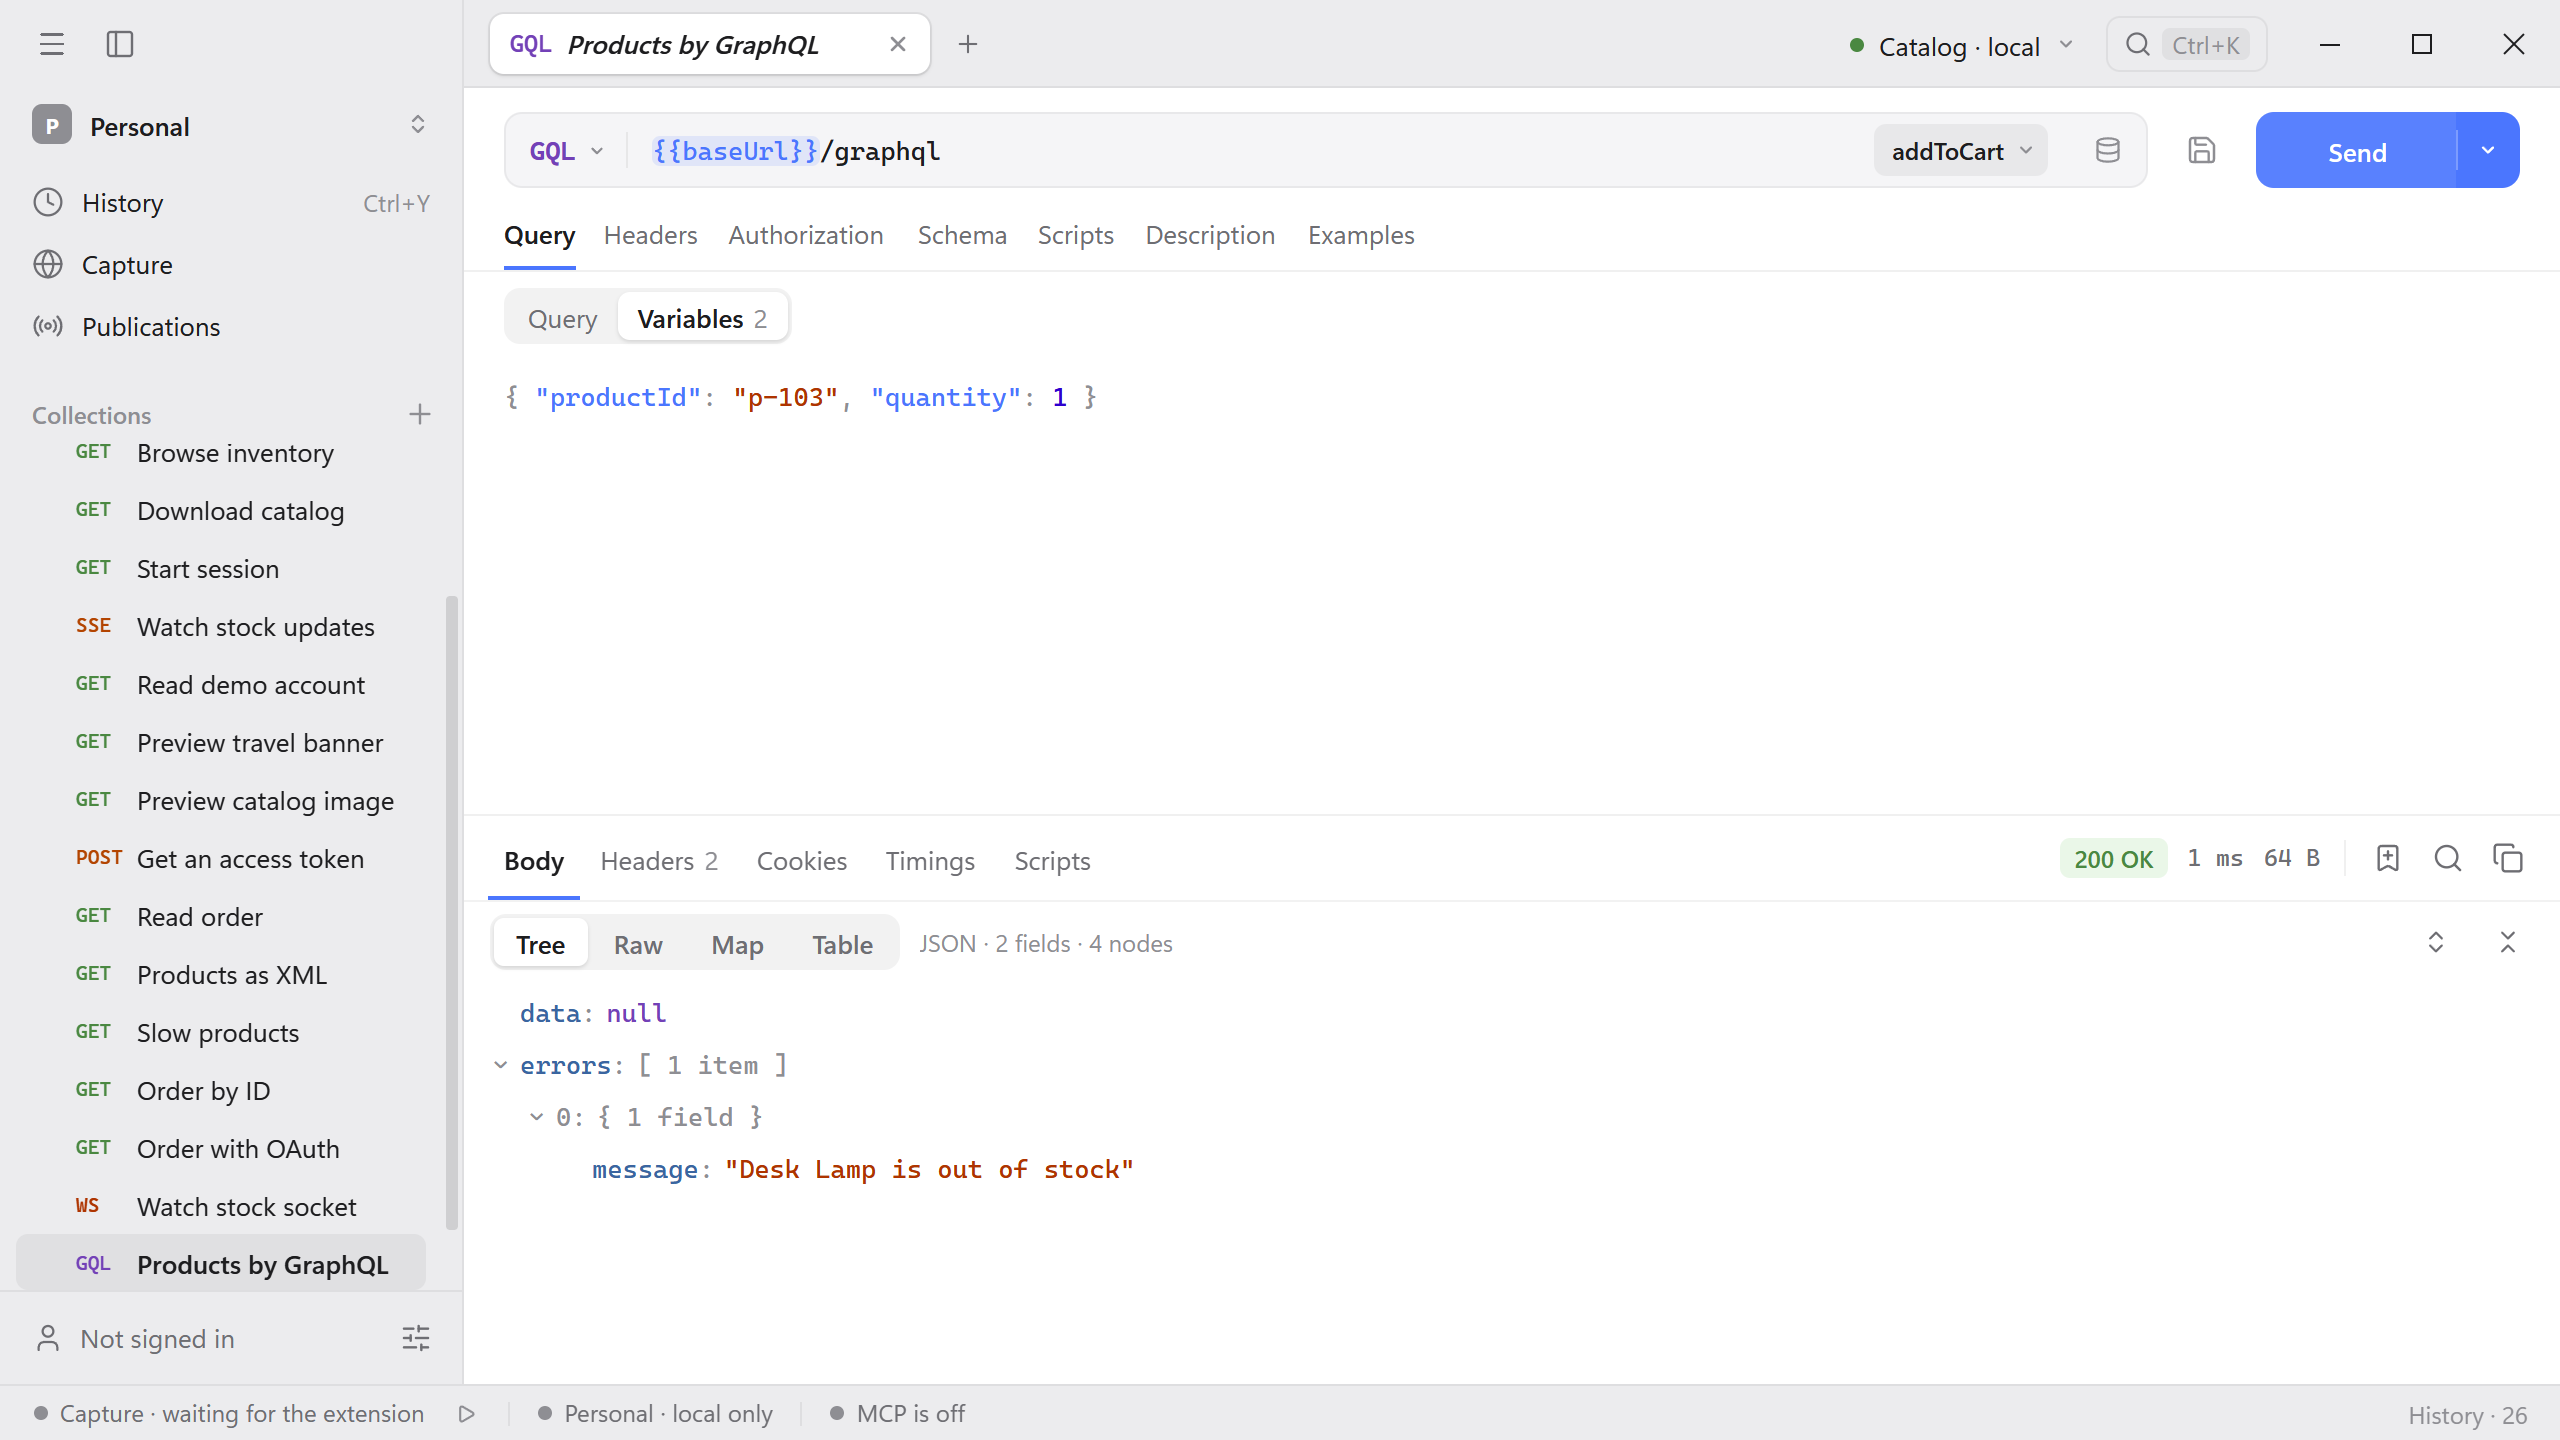 GQL Products by GraphQL
Catalog · local
Ctrl+K
P Personal
History Ctrl+Y
Capture
Publications
Collections
GET Browse inventory
GET Download catalog
GET Start session
SSE Watch stock updates
GET Read demo account
GET Preview travel banner
GET Preview catalog image
POST Get an access token
GET Read order
GET Products as XML
GET Slow products
GET Order by ID
GET Order with OAuth
WS Watch stock socket
GQL Products by GraphQL
Not signed in
GQL {{baseUrl}}/graphql addToCart Send
Query Headers Authorization Schema Scripts Description Examples
Query Variables 2
{ "productId": "p-103", "quantity": 1 }
Body Headers 2 Cookies Timings Scripts 200 OK 1 ms 64 B
Tree Raw Map Table JSON · 2 fields · 4 nodes
data: null
errors: [ 1 item ]
0: { 1 field }
message: "Desk Lamp is out of stock"
Capture · waiting for the extension Personal · local only MCP is off History · 26